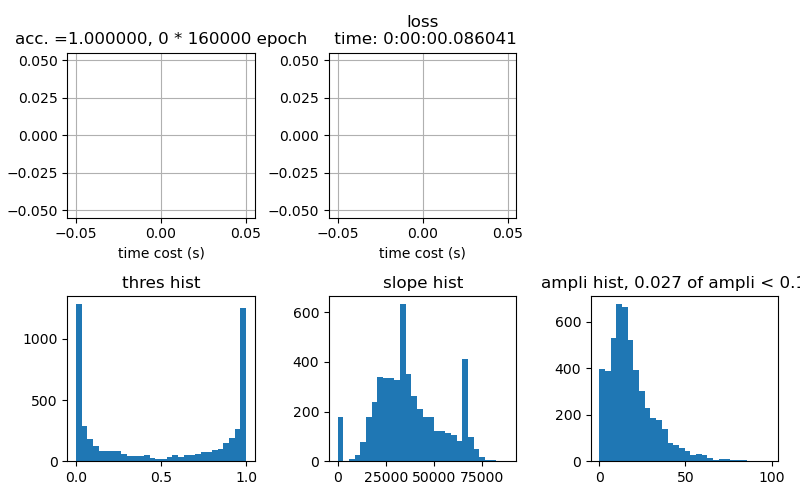 acc. =1.000000, 0 * 160000 epoch
0.050
0.025
0.000
−0.025
−0.050
−0.05 0.00 0.05
time cost (s)
loss
time: 0:00:00.086041
0.050
0.025
0.000
−0.025
−0.050
−0.05 0.00 0.05
time cost (s)
thres hist
1000
500
0
0.0 0.5 1.0
slope hist
600
400
200
0
0 25000 50000 75000
ampli hist, 0.027 of ampli < 0.1
600
400
200
0
0 50 100